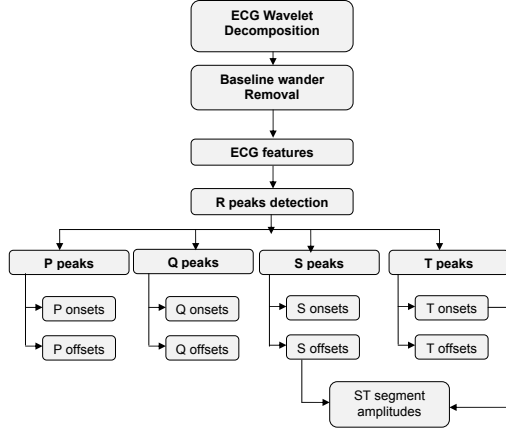 ECG Wavelet
Decomposition
Baseline wander
Removal
ECG features
R peaks detection
P peaks
Q peaks
S peaks
T peaks
P onsets
Q onsets
S onsets
T onsets
P offsets
Q offsets
S offsets
T offsets
ST segment
amplitudes